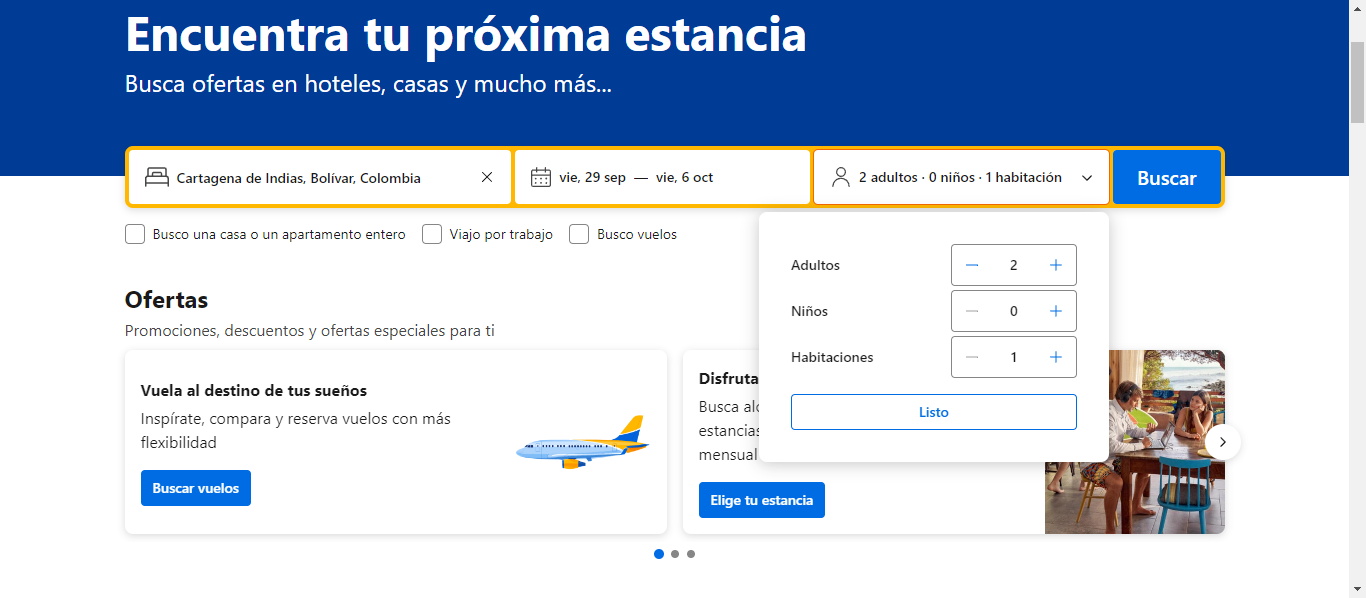 Encuentra tu próxima estancia
Busca ofertas en hoteles, casas y mucho más...
Cartagena de Indias, Bolívar, Colombia
vie, 29 sep — vie, 6 oct
2 adultos · 0 niños · 1 habitación
Buscar
Busco una casa o un apartamento entero
Viajo por trabajo
Busco vuelos
Adultos
2
Niños
0
Habitaciones
1
Listo
Ofertas
Promociones, descuentos y ofertas especiales para ti
Vuela al destino de tus sueños
Inspírate, compara y reserva vuelos con más
flexibilidad
Buscar vuelos
Disfruta
Busca
estancias
mensual
Elige tu estancia